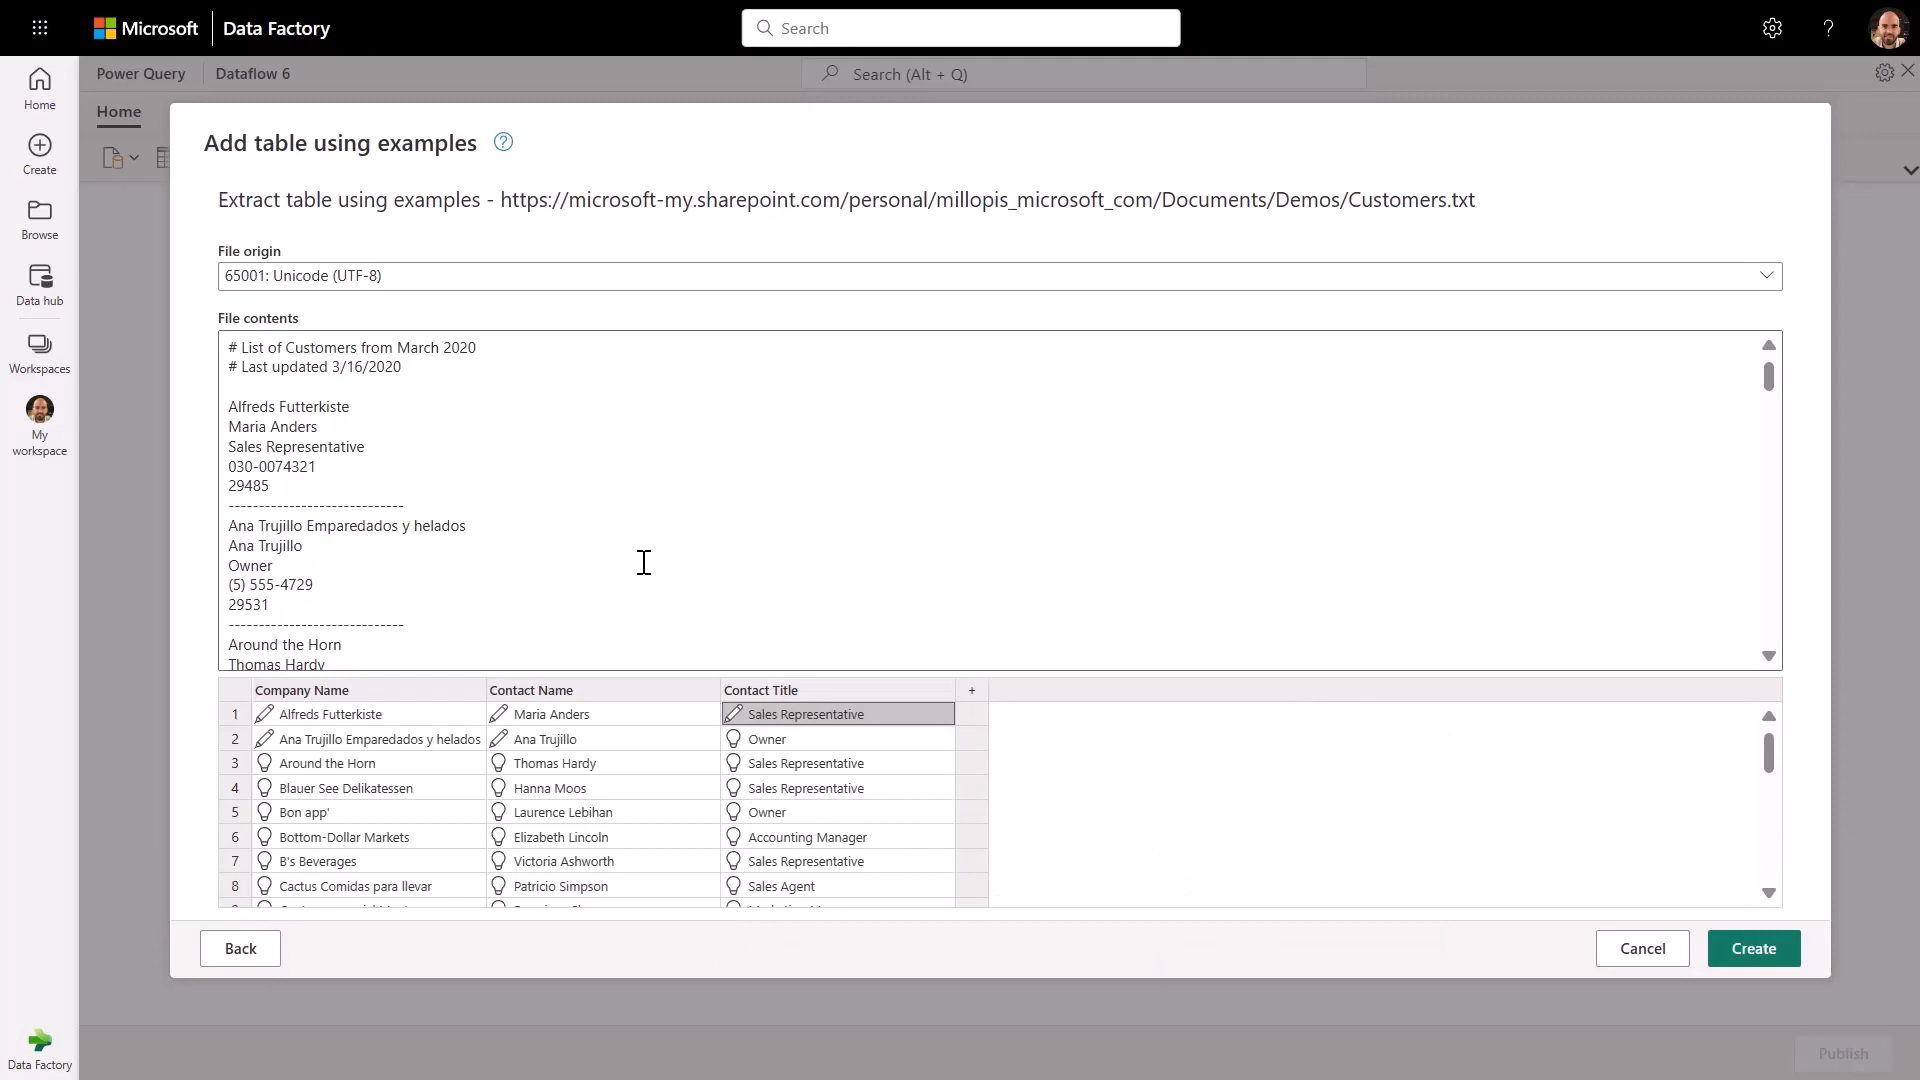 Microsoft
Data Factory
Search
?
Power Query
Dataflow 6
Search (Alt + Q)
Home
Home
Create
Browse
Data hub
Workspaces
My
workspace
Data Factory
Add table using examples
?
Extract table using examples - https://microsoft-my.sharepoint.com/personal/millopis_microsoft_com/Documents/Demos/Customers.txt
File origin
65001: Unicode (UTF-8)
File contents
# List of Customers from March 2020
# Last updated 3/16/2020
Alfreds Futterkiste
Maria Anders
Sales Representative
030-0074321
29485
-----------------------------
Ana Trujillo Emparedados y helados
Ana Trujillo
Owner
(5) 555-4729
29531
-----------------------------
Around the Horn
Thomas Hardy
Company Name Contact Name Contact Title +
1 Alfreds Futterkiste Maria Anders Sales Representative
2 Ana Trujillo Emparedados y helados Ana Trujillo Owner
3 Around the Horn Thomas Hardy Sales Representative
4 Blauer See Delikatessen Hanna Moos Sales Representative
5 Bon app' Laurence Lebihan Owner
6 Bottom-Dollar Markets Elizabeth Lincoln Accounting Manager
7 B's Beverages Victoria Ashworth Sales Representative
8 Cactus Comidas para llevar Patricio Simpson Sales Agent
Back
Cancel
Create
Publish